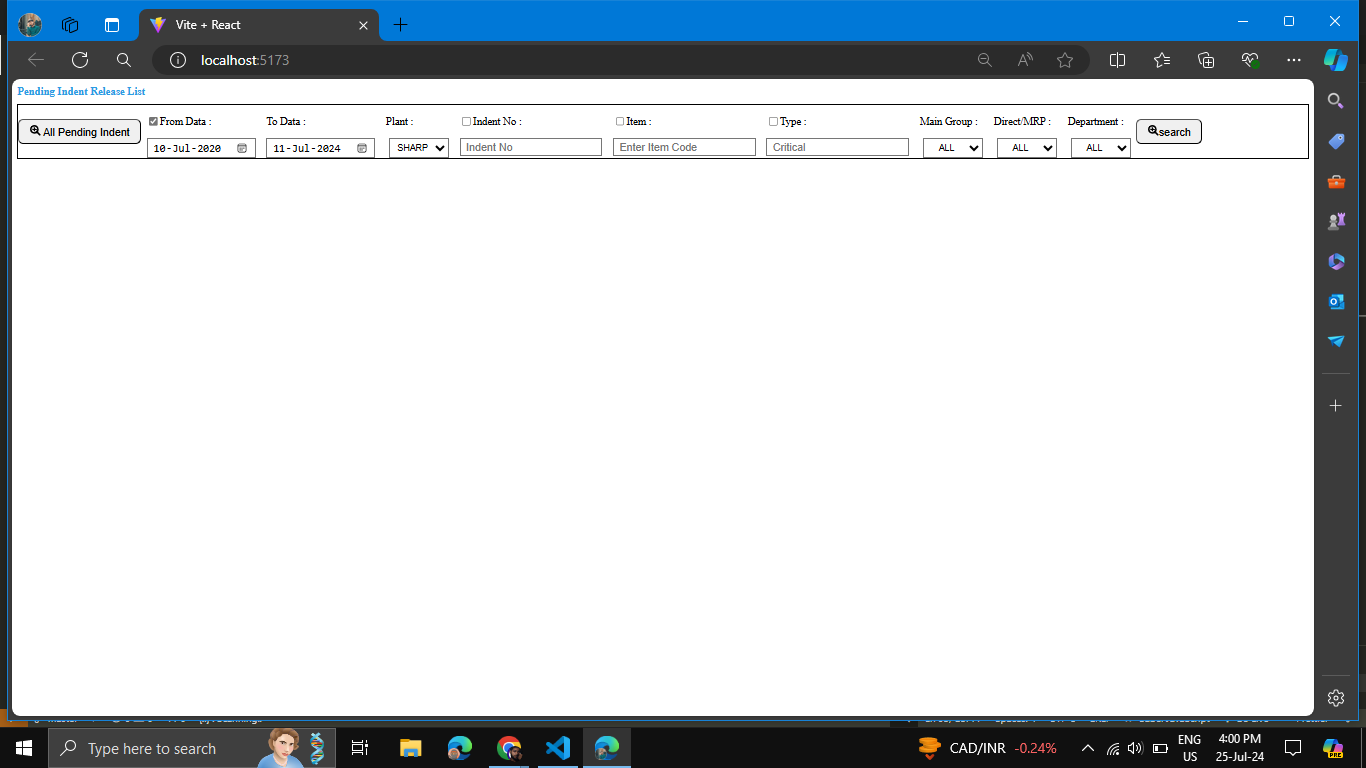 Vite + React
localhost:5173
Pending Indent Release List
All Pending Indent
From Data :
To Data :
Plant :
Indent No :
Item :
Type :
Main Group :
Direct/MRP :
Department :
search
10-Jul-2020
11-Jul-2024
SHARP
Indent No
Enter Item Code
Critical
ALL
ALL
ALL
Type here to search
CAD/INR -0.24%
ENG
US
4:00 PM
25-Jul-24
PRE